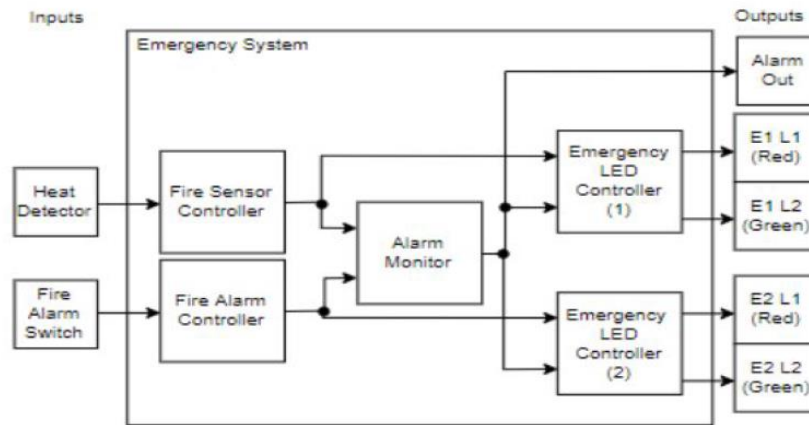 Inputs
Outputs
Emergency System
Alarm
Out
E1 L1
(Red)
E1 L2
(Green)
Heat
Detector
Fire Sensor
Controller
Emergency
LED
Controller
(1)
Alarm
Monitor
Fire
Alarm
Switch
Fire Alarm
Controller
Emergency
LED
Controller
(2)
E2 L1
(Red)
E2 L2
(Green)